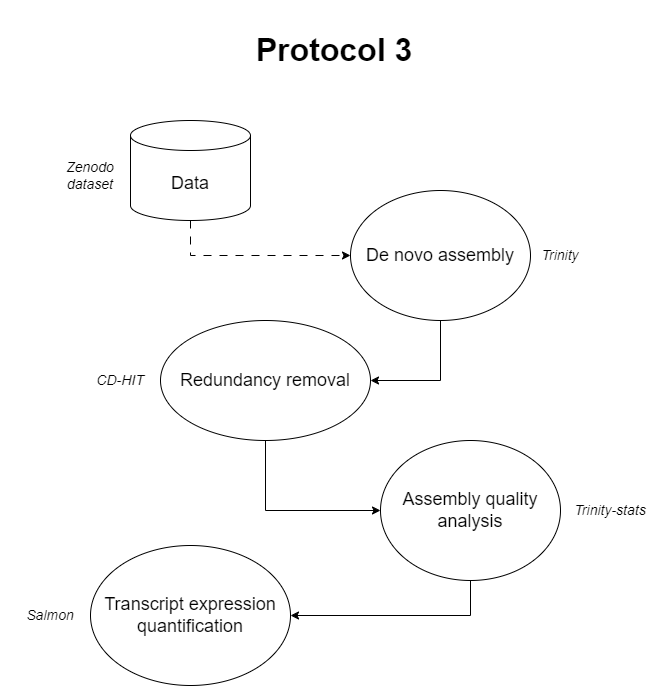 Protocol 3
Zenodo
dataset
Data
De novo assembly
Trinity
CD-HIT
Redundancy removal
Assembly quality
analysis
Trinity-stats
Salmon
Transcript expression
quantification